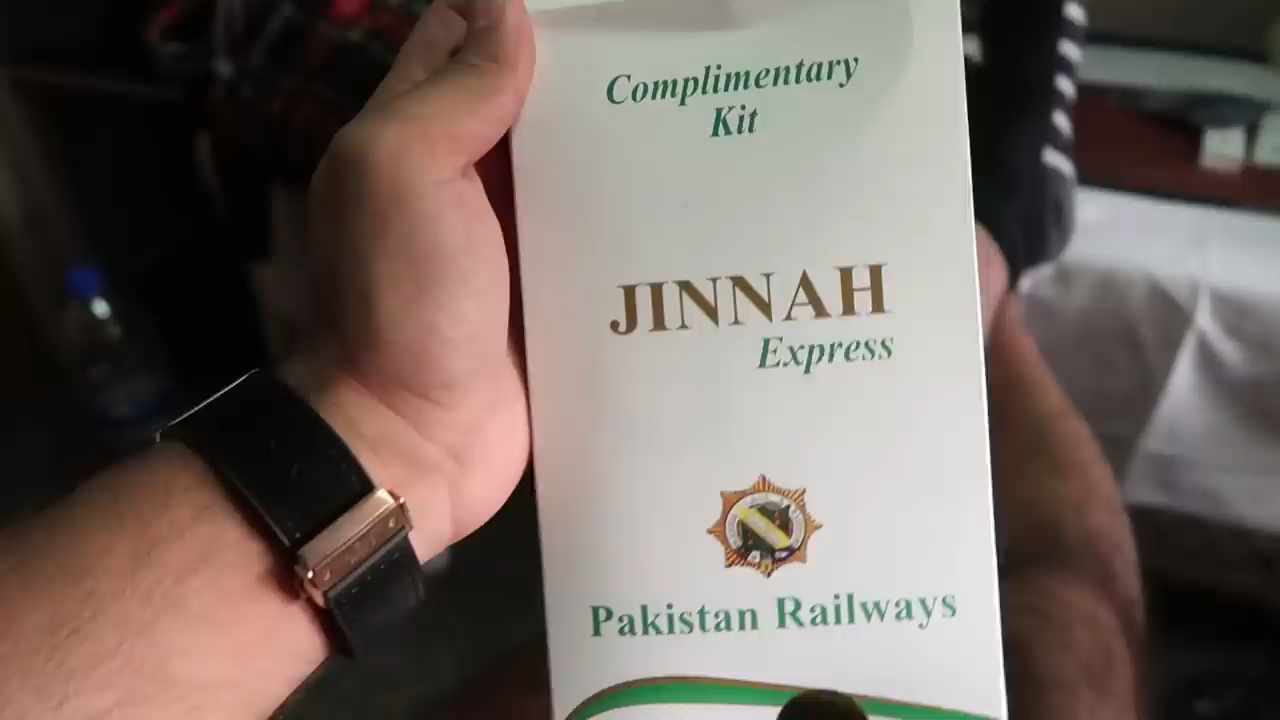 Complimentary
Kit
JINNAH
Express
Pakistan Railways